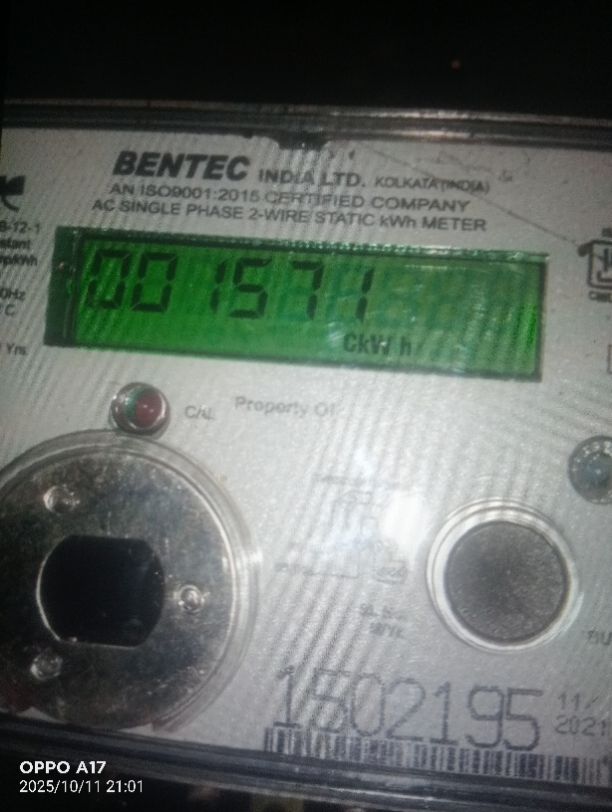 BENTEC INDIA LTD. KOLKATA (INDIA)
AN ISO9001:2015 CERTIFIED COMPANY
AC SINGLE PHASE 2-WIRE STATIC kWh METER
001571
CkWh
CAL
Property Of
1502195
11/
2021
OPPO A17
2025/10/11 21:01